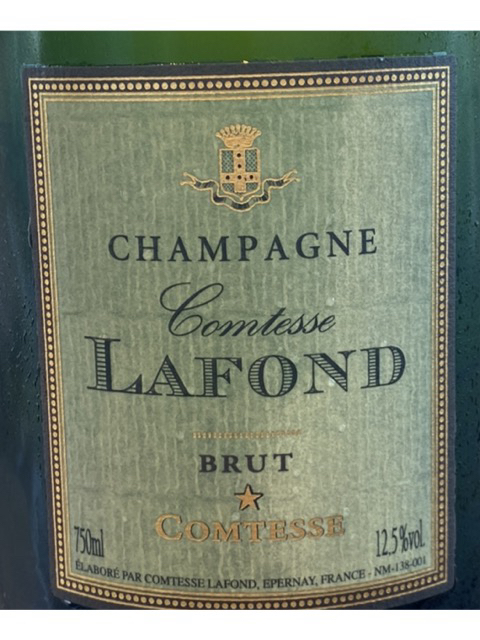 CHAMPAGNE
Comtesse
LAFOND
BRUT
COMTESSE
750ml 12.5%vol.
ÉLABORÉ PAR COMTESSE LAFOND, EPERNAY, FRANCE - NM-138-001